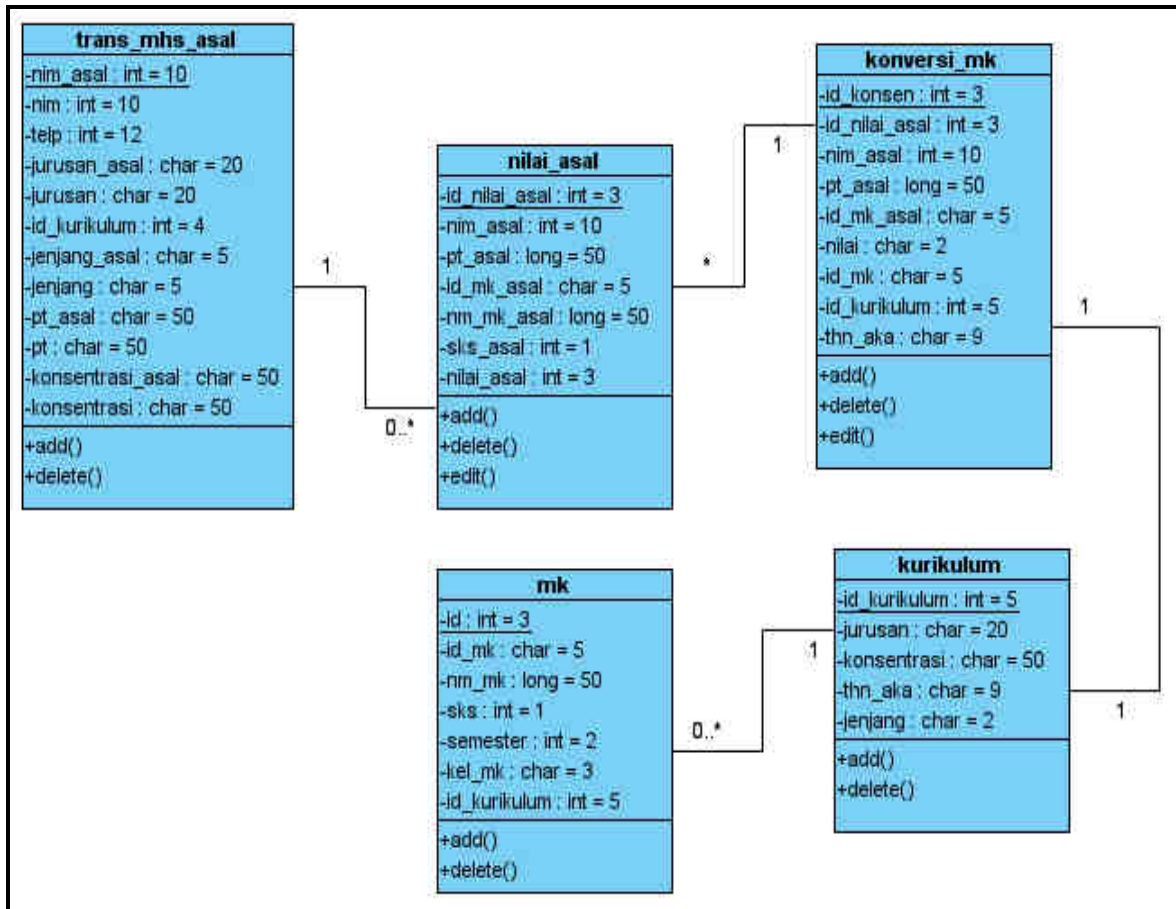 trans_mhs_asal
-nim_asal : int = 10
-nim : int = 10
-telp : int = 12
-jurusan_asal : char = 20
-jurusan : char = 20
-id_kurikulum : int = 4
-jenjang_asal : char = 5
-jenjang : char = 5
-pt_asal : char = 50
-pt : char = 50
-konsentrasi_asal : char = 50
-konsentrasi : char = 50
+add()
+delete()
1
0..*
nilai_asal
-id_nilai_asal : int = 3
-nim_asal : int = 10
-pt_asal : long = 50
-id_mk_asal : char = 5
-nm_mk_asal : long = 50
-sks_asal : int = 1
-nilai_asal : int = 3
+add()
+delete()
+edit()
*
1
konversi_mk
-id_konsen : int = 3
-id_nilai_asal : int = 3
-nim_asal : int = 10
-pt_asal : long = 50
-id_mk_asal : char = 5
-nilai : char = 2
-id_mk : char = 5
-id_kurikulum : int = 5
-thn_aka : char = 9
+add()
+delete()
+edit()
1
mk
-id : int = 3
-id_mk : char = 5
-nm_mk : long = 50
-sks : int = 1
-semester : int = 2
-kel_mk : char = 3
-id_kurikulum : int = 5
+add()
+delete()
0..*
1
kurikulum
-id_kurikulum : int = 5
-jurusan : char = 20
-konsentrasi : char = 50
-thn_aka : char = 9
-jenjang : char = 2
+add()
+delete()
1